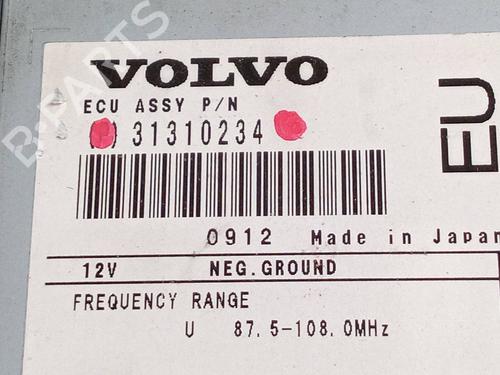 VOLVO
ECU ASSY P/N
31310234
EU
0912 Made in Japan
12V NEG.GROUND
FREQUENCY RANGE
U 87.5-108.0MHz
B-PARTS